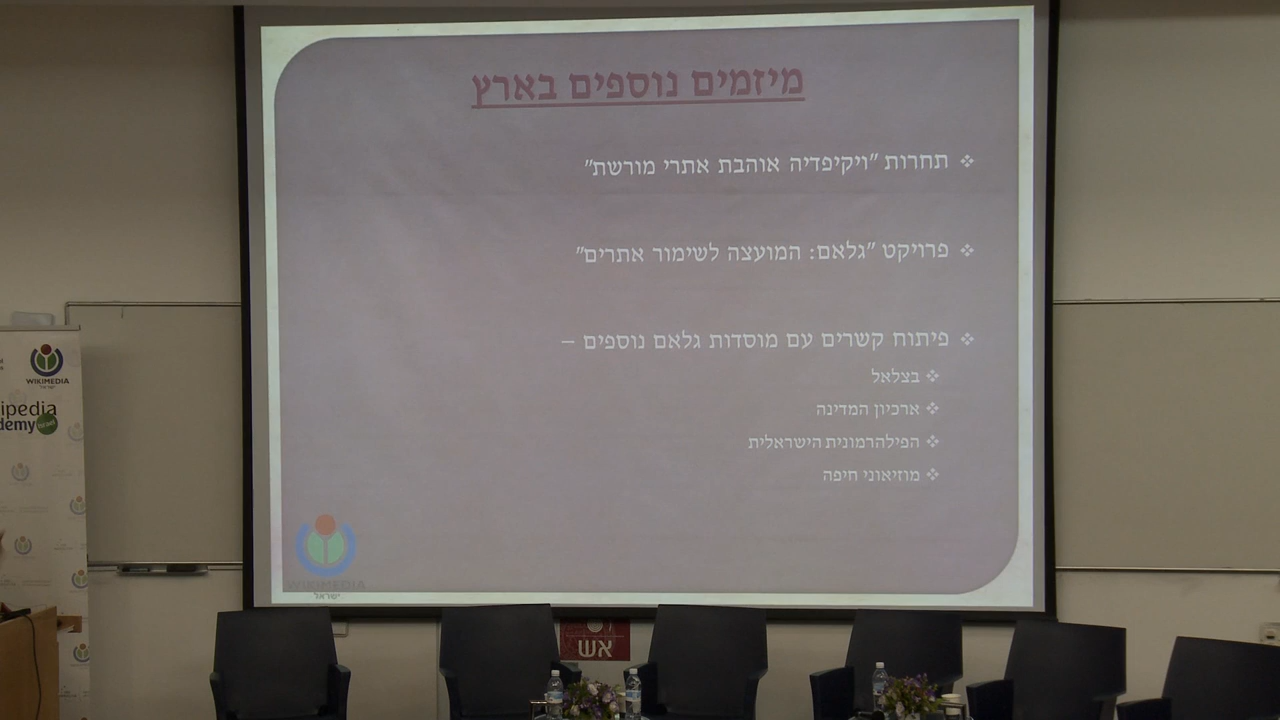 מיזמים נוספים בארץ
תחרות "ויקיפדיה אוהבת אתרי מורשת"
פרויקט "גלאם: המועצה לשימור אתרים"
פיתוח קשרים עם מוסדות גלאם נוספים –
בצלאל
ארכיון המדינה
הפילהרמונית הישראלית
מוזיאוני חיפה
WIKIMEDIA
ישראל
WIKIMEDIA
ישראל
ipedia
demy
אש